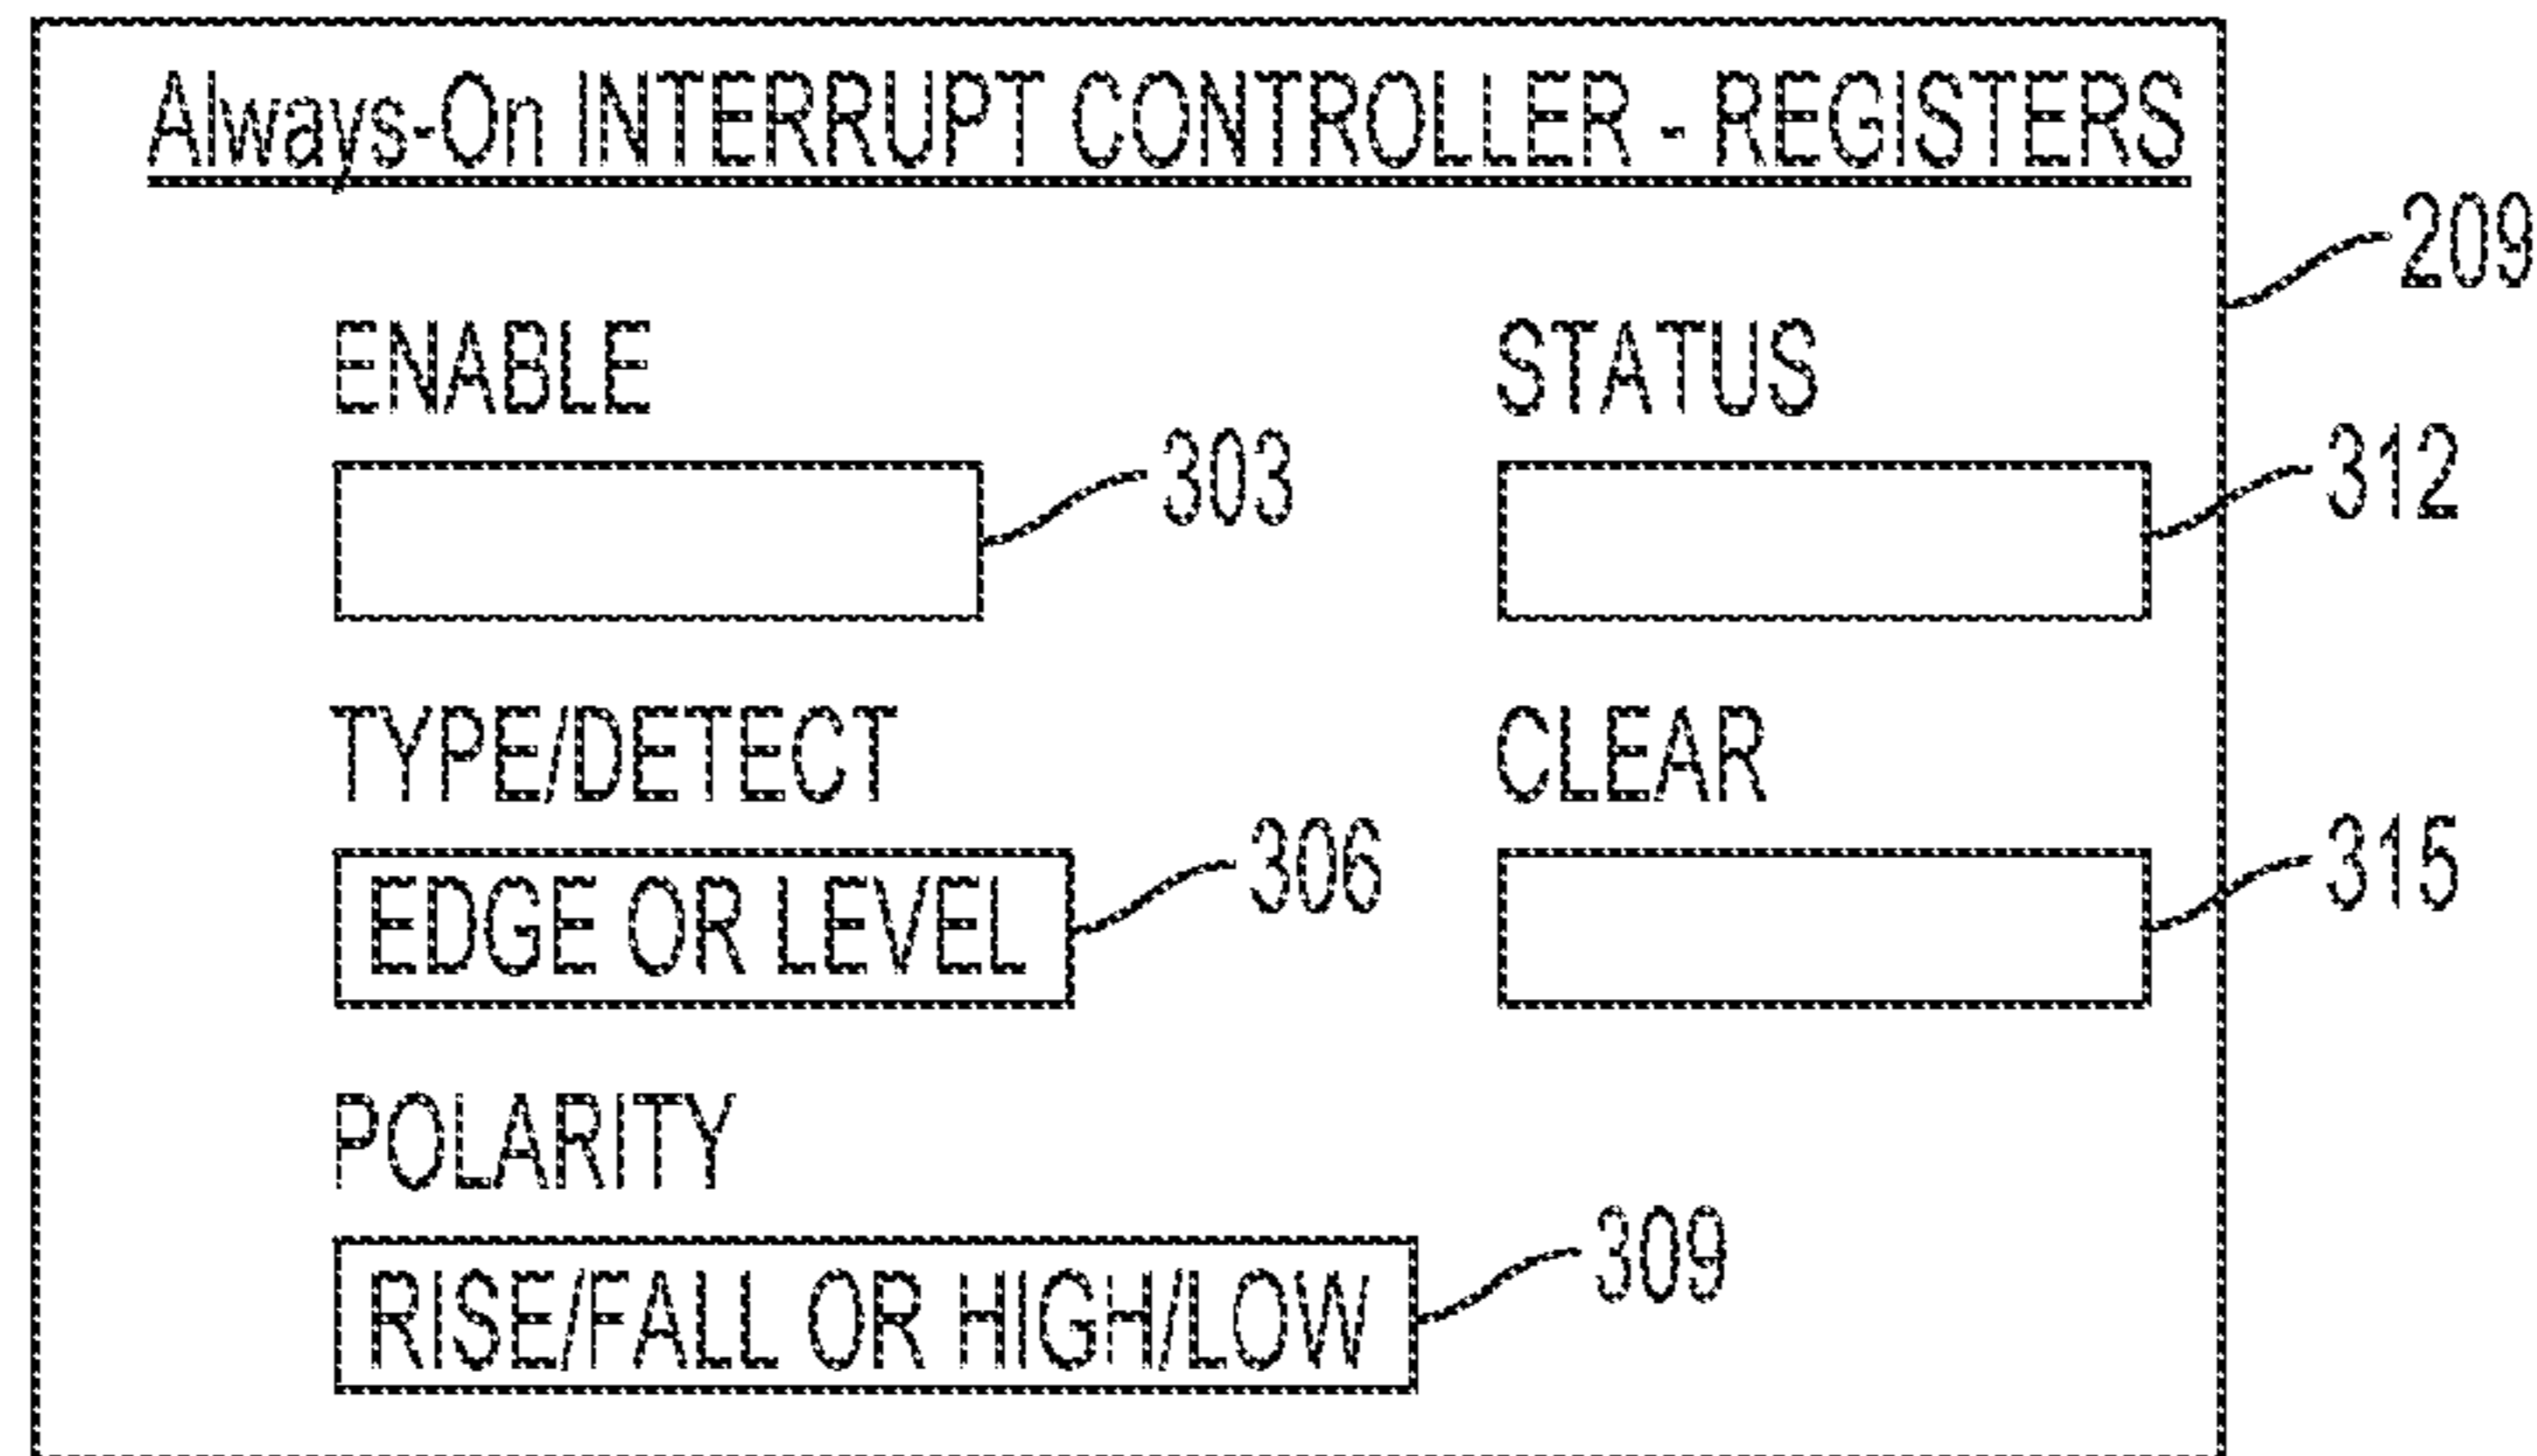 Always-On INTERRUPT CONTROLLER - REGISTERS
209
ENABLE
STATUS
303
312
TYPE/DETECT
CLEAR
EDGE OR LEVEL
306
315
POLARITY
RISE/FALL OR HIGH/LOW
309